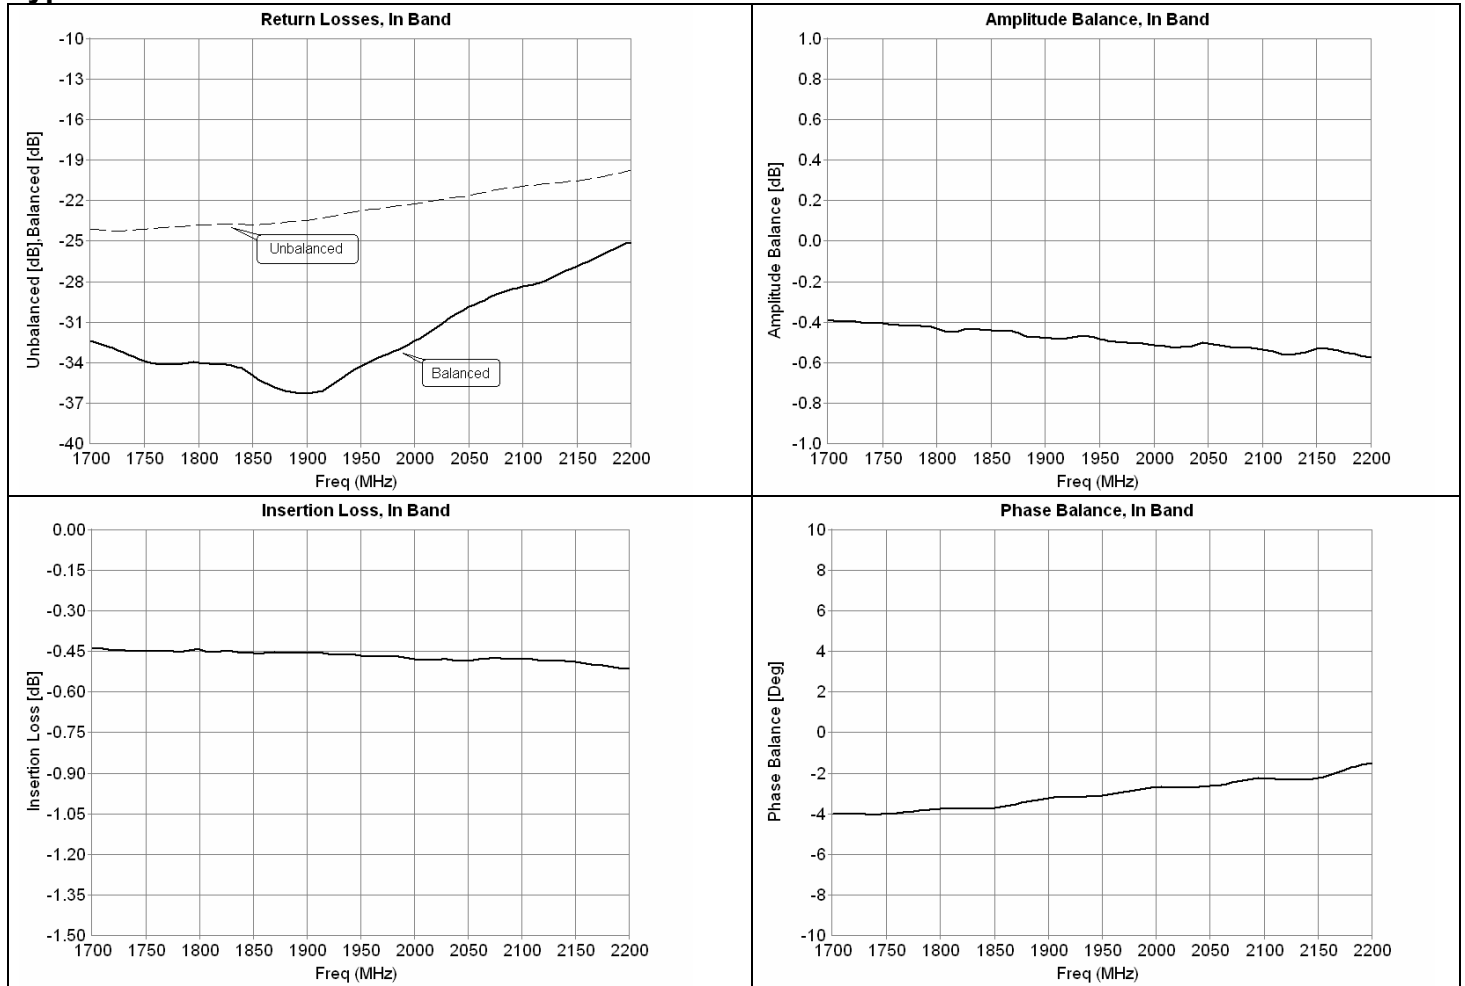 Return Losses, In Band
-10
-13
-16
-19
-22
-25
-28
-31
-34
-37
-40
Unbalanced [dB],Balanced [dB]
Unbalanced
Balanced
1700 1750 1800 1850 1900 1950 2000 2050 2100 2150 2200
Freq (MHz)
Amplitude Balance, In Band
1.0
0.8
0.6
0.4
0.2
0.0
-0.2
-0.4
-0.6
-0.8
-1.0
Amplitude Balance [dB]
1700 1750 1800 1850 1900 1950 2000 2050 2100 2150 2200
Freq (MHz)
Insertion Loss, In Band
0.00
-0.15
-0.30
-0.45
-0.60
-0.75
-0.90
-1.05
-1.20
-1.35
-1.50
Insertion Loss [dB]
1700 1750 1800 1850 1900 1950 2000 2050 2100 2150 2200
Freq (MHz)
Phase Balance, In Band
10
8
6
4
2
0
-2
-4
-6
-8
-10
Phase Balance [Deg]
1700 1750 1800 1850 1900 1950 2000 2050 2100 2150 2200
Freq (MHz)